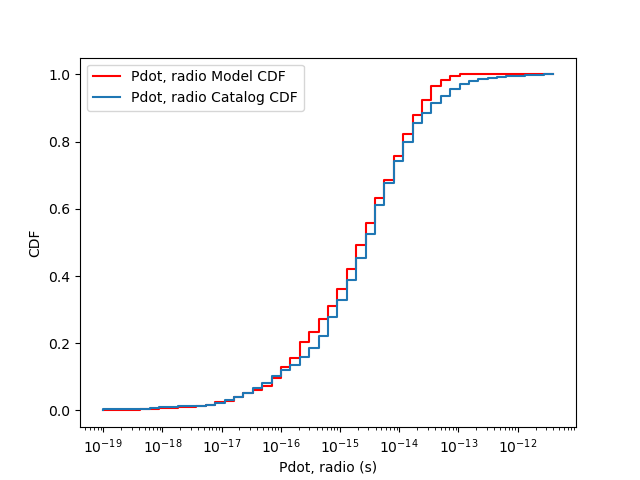 Pdot, radio Model CDF
Pdot, radio Catalog CDF
1.0
0.8
0.6
0.4
0.2
0.0
CDF
10⁻¹⁹ 10⁻¹⁸ 10⁻¹⁷ 10⁻¹⁶ 10⁻¹⁵ 10⁻¹⁴ 10⁻¹³ 10⁻¹²
Pdot, radio (s)